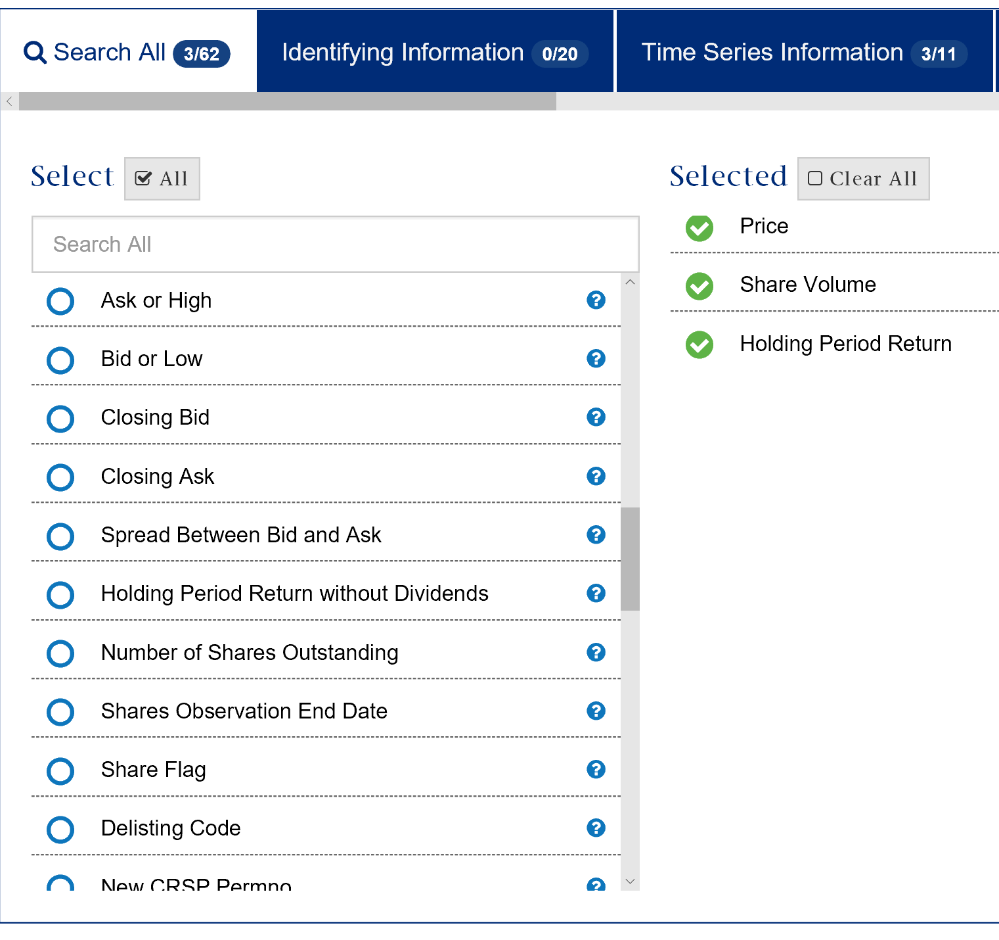 Search All 3/62
Identifying Information 0/20
Time Series Information 3/11
Select
All
Search All
Ask or High
Bid or Low
Closing Bid
Closing Ask
Spread Between Bid and Ask
Holding Period Return without Dividends
Number of Shares Outstanding
Shares Observation End Date
Share Flag
Delisting Code
New CRSP Permno
Selected
Clear All
Price
Share Volume
Holding Period Return